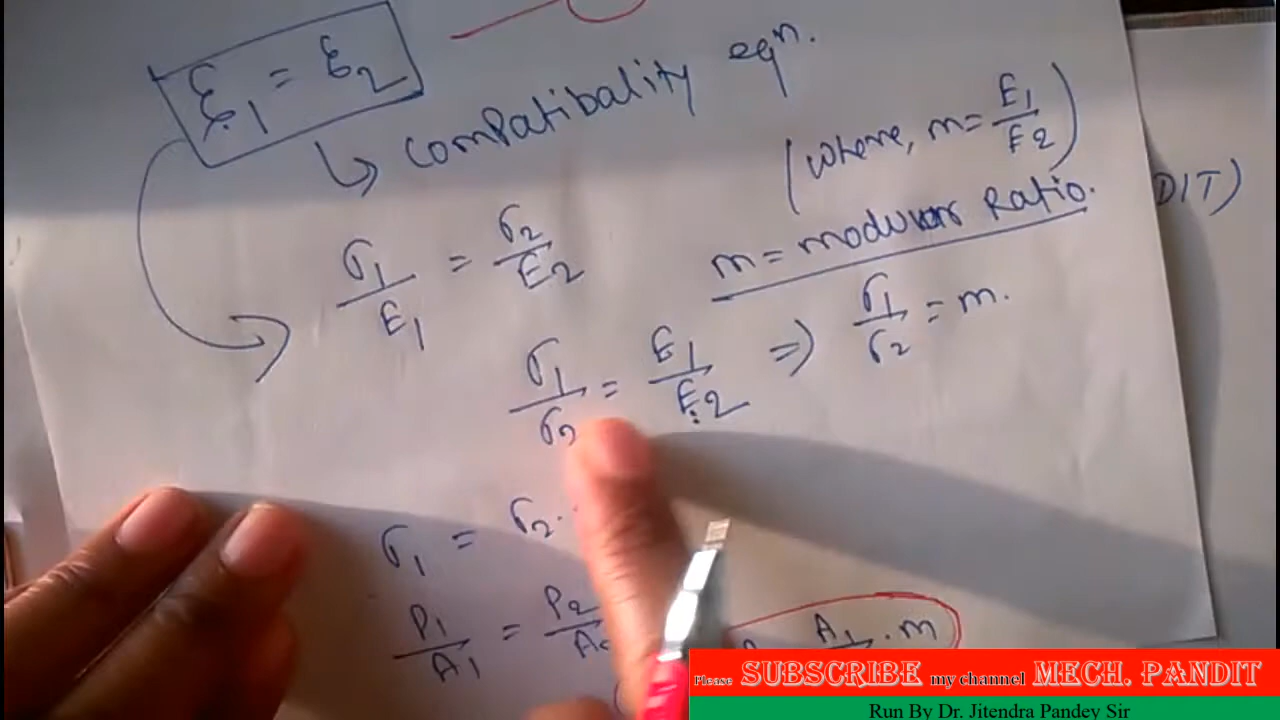 ε₁ = ε₂
Compatibality eqⁿ.
(where, m = E₁/E₂)
m = modular Ratio.
DIT)
σ₁/E₁ = σ₂/E₂
σ₁/σ₂ = E₁/E₂ ⇒ σ₁/σ₂ = m.
σ₁ = σ₂.
P₁/A₁ = P₂/A₂
A₁ . m
Please SUBSCRIBE my channel MECH. PANDIT
Run By Dr. Jitendra Pandey Sir